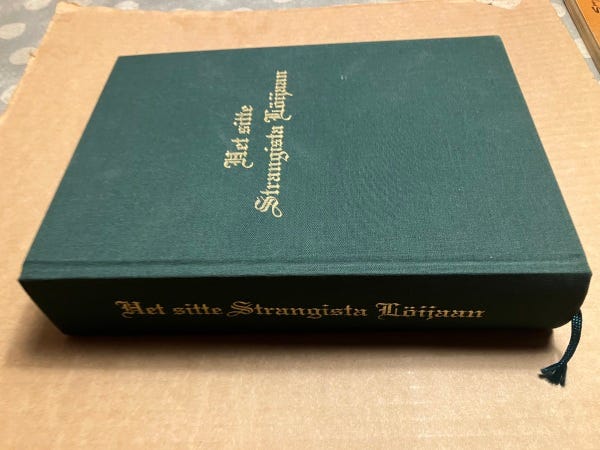 Het sitte
Strangista Löijaan
Het sitte Strangista Löijaan